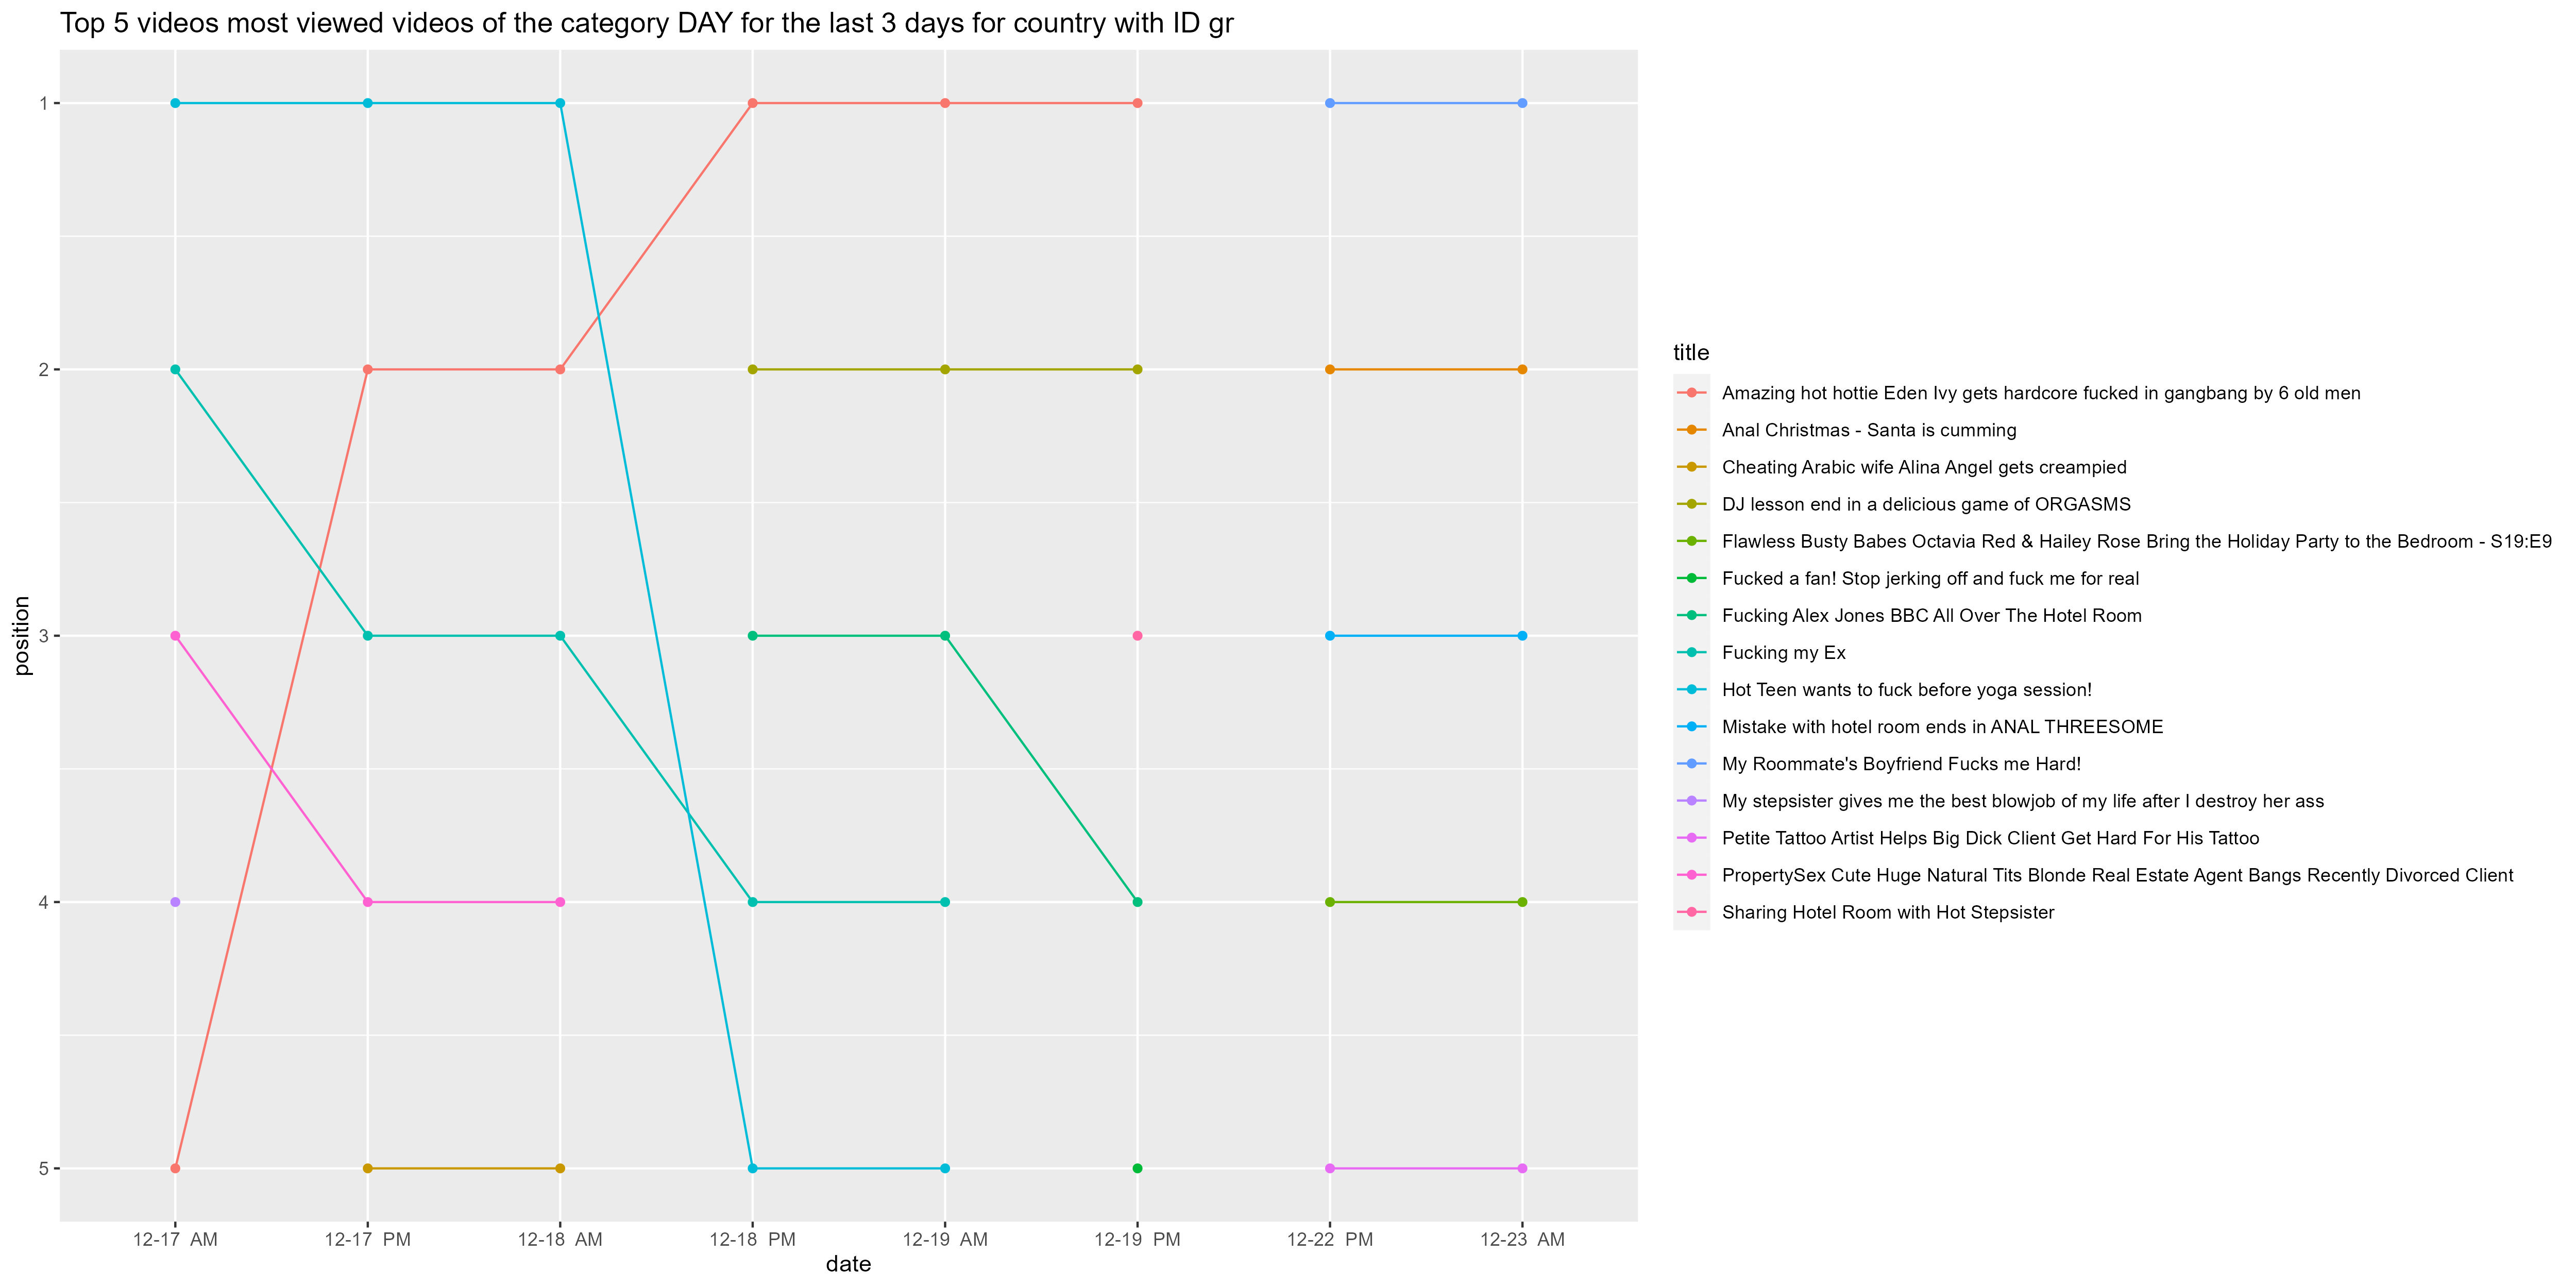 Top 5 videos most viewed videos of the category DAY for the last 3 days for country with ID gr
position
1
2
3
4
5
12-17 AM
12-17 PM
12-18 AM
12-18 PM
12-19 AM
12-19 PM
12-22 PM
12-23 AM
date
title
Amazing hot hottie Eden Ivy gets hardcore fucked in gangbang by 6 old men
Anal Christmas - Santa is cumming
Cheating Arabic wife Alina Angel gets creampied
DJ lesson end in a delicious game of ORGASMS
Flawless Busty Babes Octavia Red & Hailey Rose Bring the Holiday Party to the Bedroom - S19:E9
Fucked a fan! Stop jerking off and fuck me for real
Fucking Alex Jones BBC All Over The Hotel Room
Fucking my Ex
Hot Teen wants to fuck before yoga session!
Mistake with hotel room ends in ANAL THREESOME
My Roommate's Boyfriend Fucks me Hard!
My stepsister gives me the best blowjob of my life after I destroy her ass
Petite Tattoo Artist Helps Big Dick Client Get Hard For His Tattoo
PropertySex Cute Huge Natural Tits Blonde Real Estate Agent Bangs Recently Divorced Client
Sharing Hotel Room with Hot Stepsister